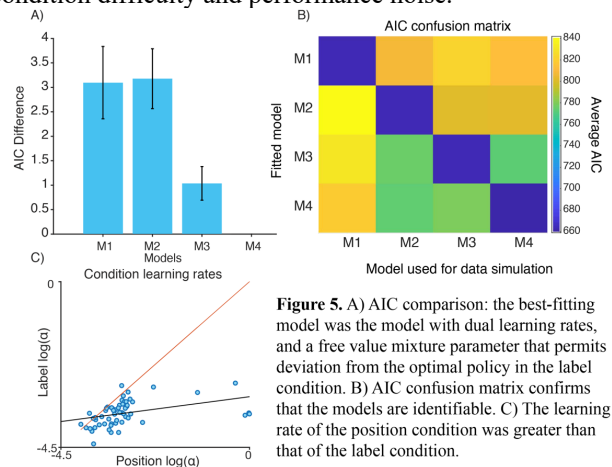 condition difficulty and performance noise.
A)
AIC Difference
4
3.5
3
2.5
2
1.5
1
0.5
0
M1
M2
M3
M4
Models
B)
AIC confusion matrix
Fitted model
M1
M2
M3
M4
M1
M2
M3
M4
Model used for data simulation
840
820
800
780
760
740
720
700
680
660
Average AIC
C)
Condition learning rates
Label log(α)
0
-4.5
-4.5
0
Position log(α)
Figure 5. A) AIC comparison: the best-fitting
model was the model with dual learning rates,
and a free value mixture parameter that permits
deviation from the optimal policy in the label
condition. B) AIC confusion matrix confirms
that the models are identifiable. C) The learning
rate of the position condition was greater than
that of the label condition.